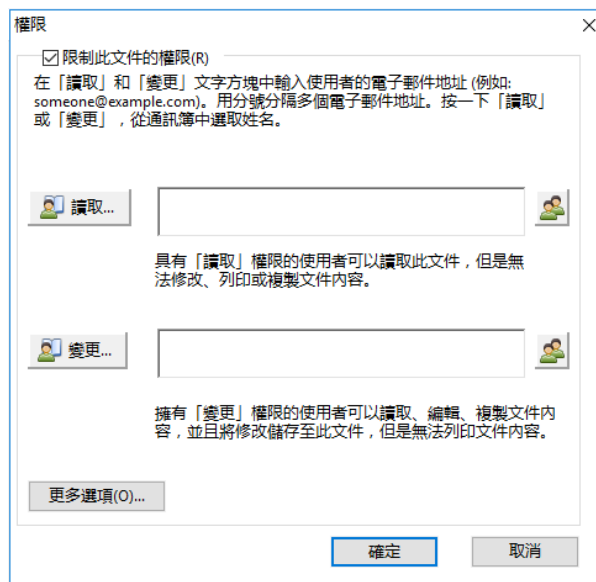 權限
限制此文件的權限(R)
在「讀取」和「變更」文字方塊中輸入使用者的電子郵件地址 (例如:
someone@example.com)。用分號分隔多個電子郵件地址。按一下「讀取」
或「變更」，從通訊簿中選取姓名。
讀取...
具有「讀取」權限的使用者可以讀取此文件，但是無
法修改、列印或複製文件內容。
變更...
擁有「變更」權限的使用者可以讀取、編輯、複製文件內
容，並且將修改儲存至此文件，但是無法列印文件內容。
更多選項(O)...
確定
取消